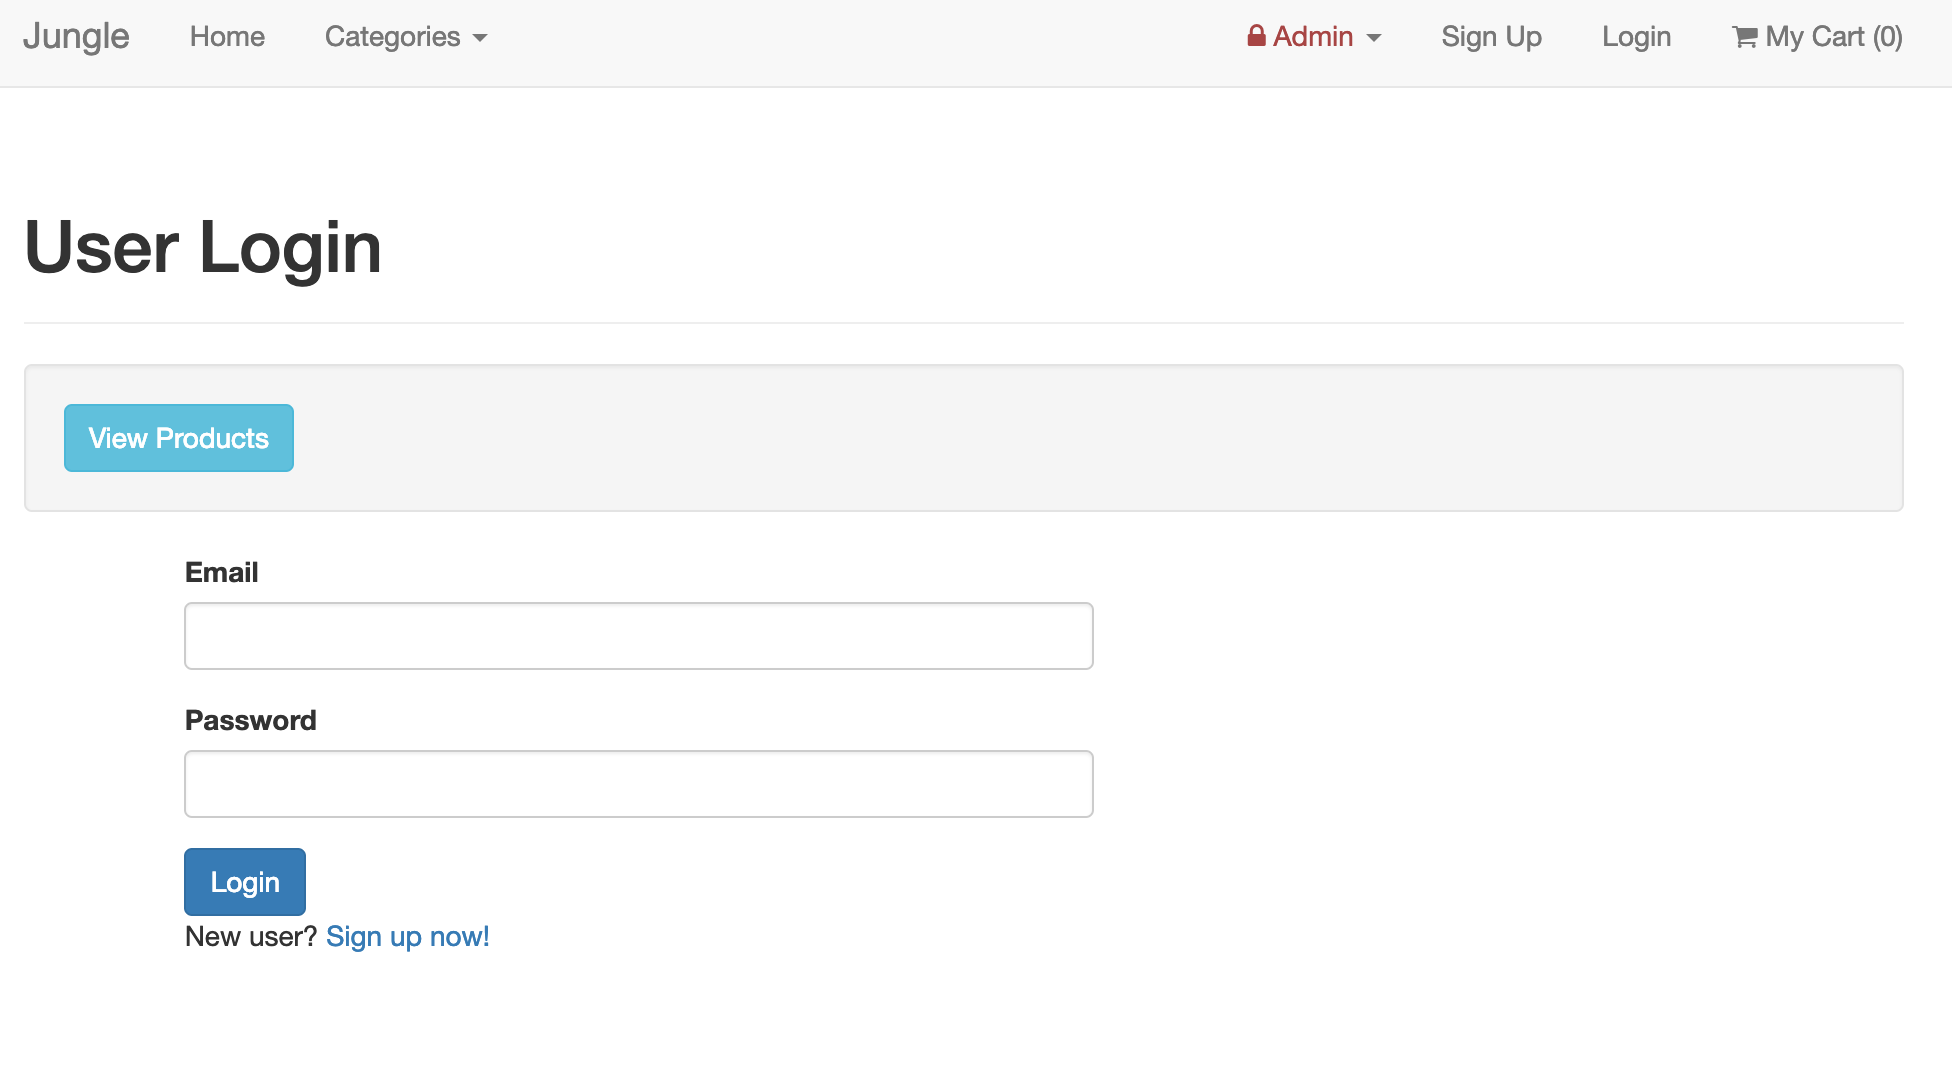 Jungle Home Categories Admin Sign Up Login My Cart (0)
User Login
View Products
Email
Password
Login
New user? Sign up now!